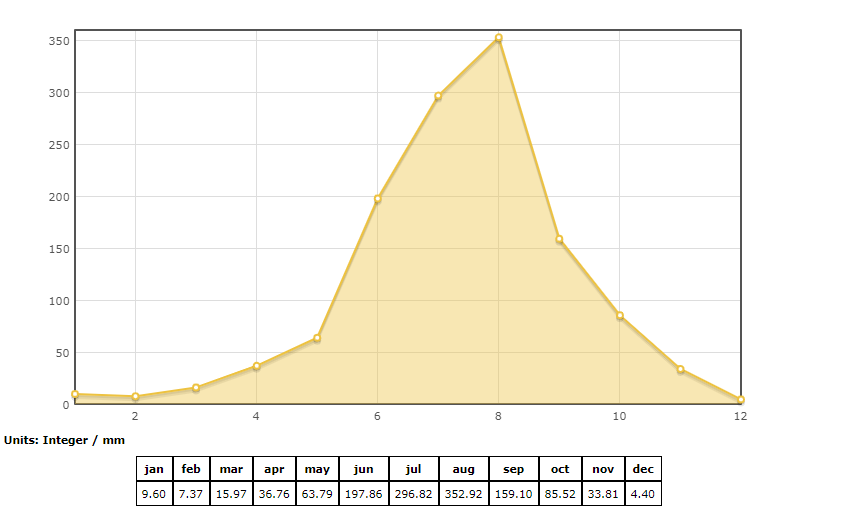 350
300
250
200
150
100
50
0
2 4 6 8 10 12
Units: Integer / mm
jan feb mar apr may jun jul aug sep oct nov dec
9.60 7.37 15.97 36.76 63.79 197.86 296.82 352.92 159.10 85.52 33.81 4.40